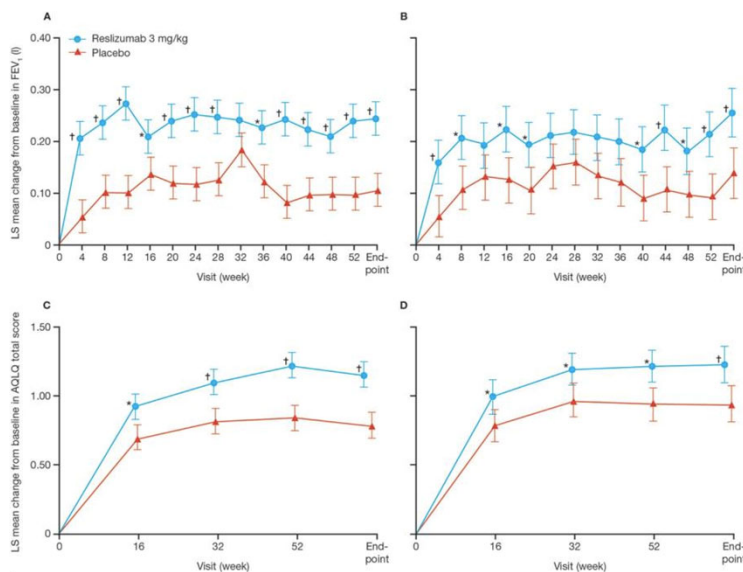 A
Reslizumab 3 mg/kg
Placebo
LS mean change from baseline in FEV1 (l)
0.40
0.30
0.20
0.10
0
† † † * † † † * † † † † †
0 4 8 12 16 20 24 28 32 36 40 44 48 52 End-
point
Visit (week)
B
† * * * * † * † †
0 4 8 12 16 20 24 28 32 36 40 44 48 52 End-
point
Visit (week)
C
LS mean change from baseline in AQLQ total score
1.50
1.00
0.50
0
* † † †
0 16 32 52 End-
point
Visit (week)
D
* * * †
0 16 32 52 End-
point
Visit (week)